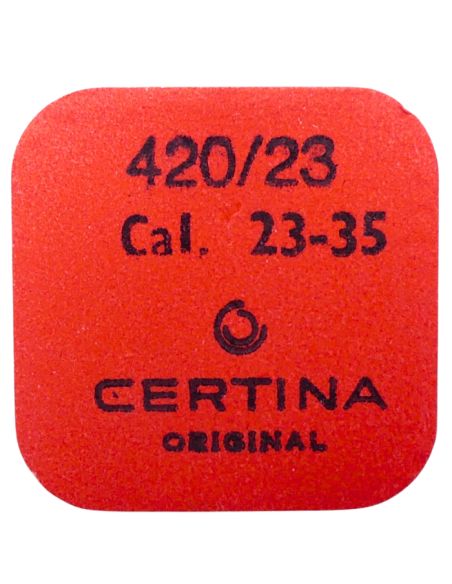 420/23
Cal. 23-35
CERTINA
ORIGINAL